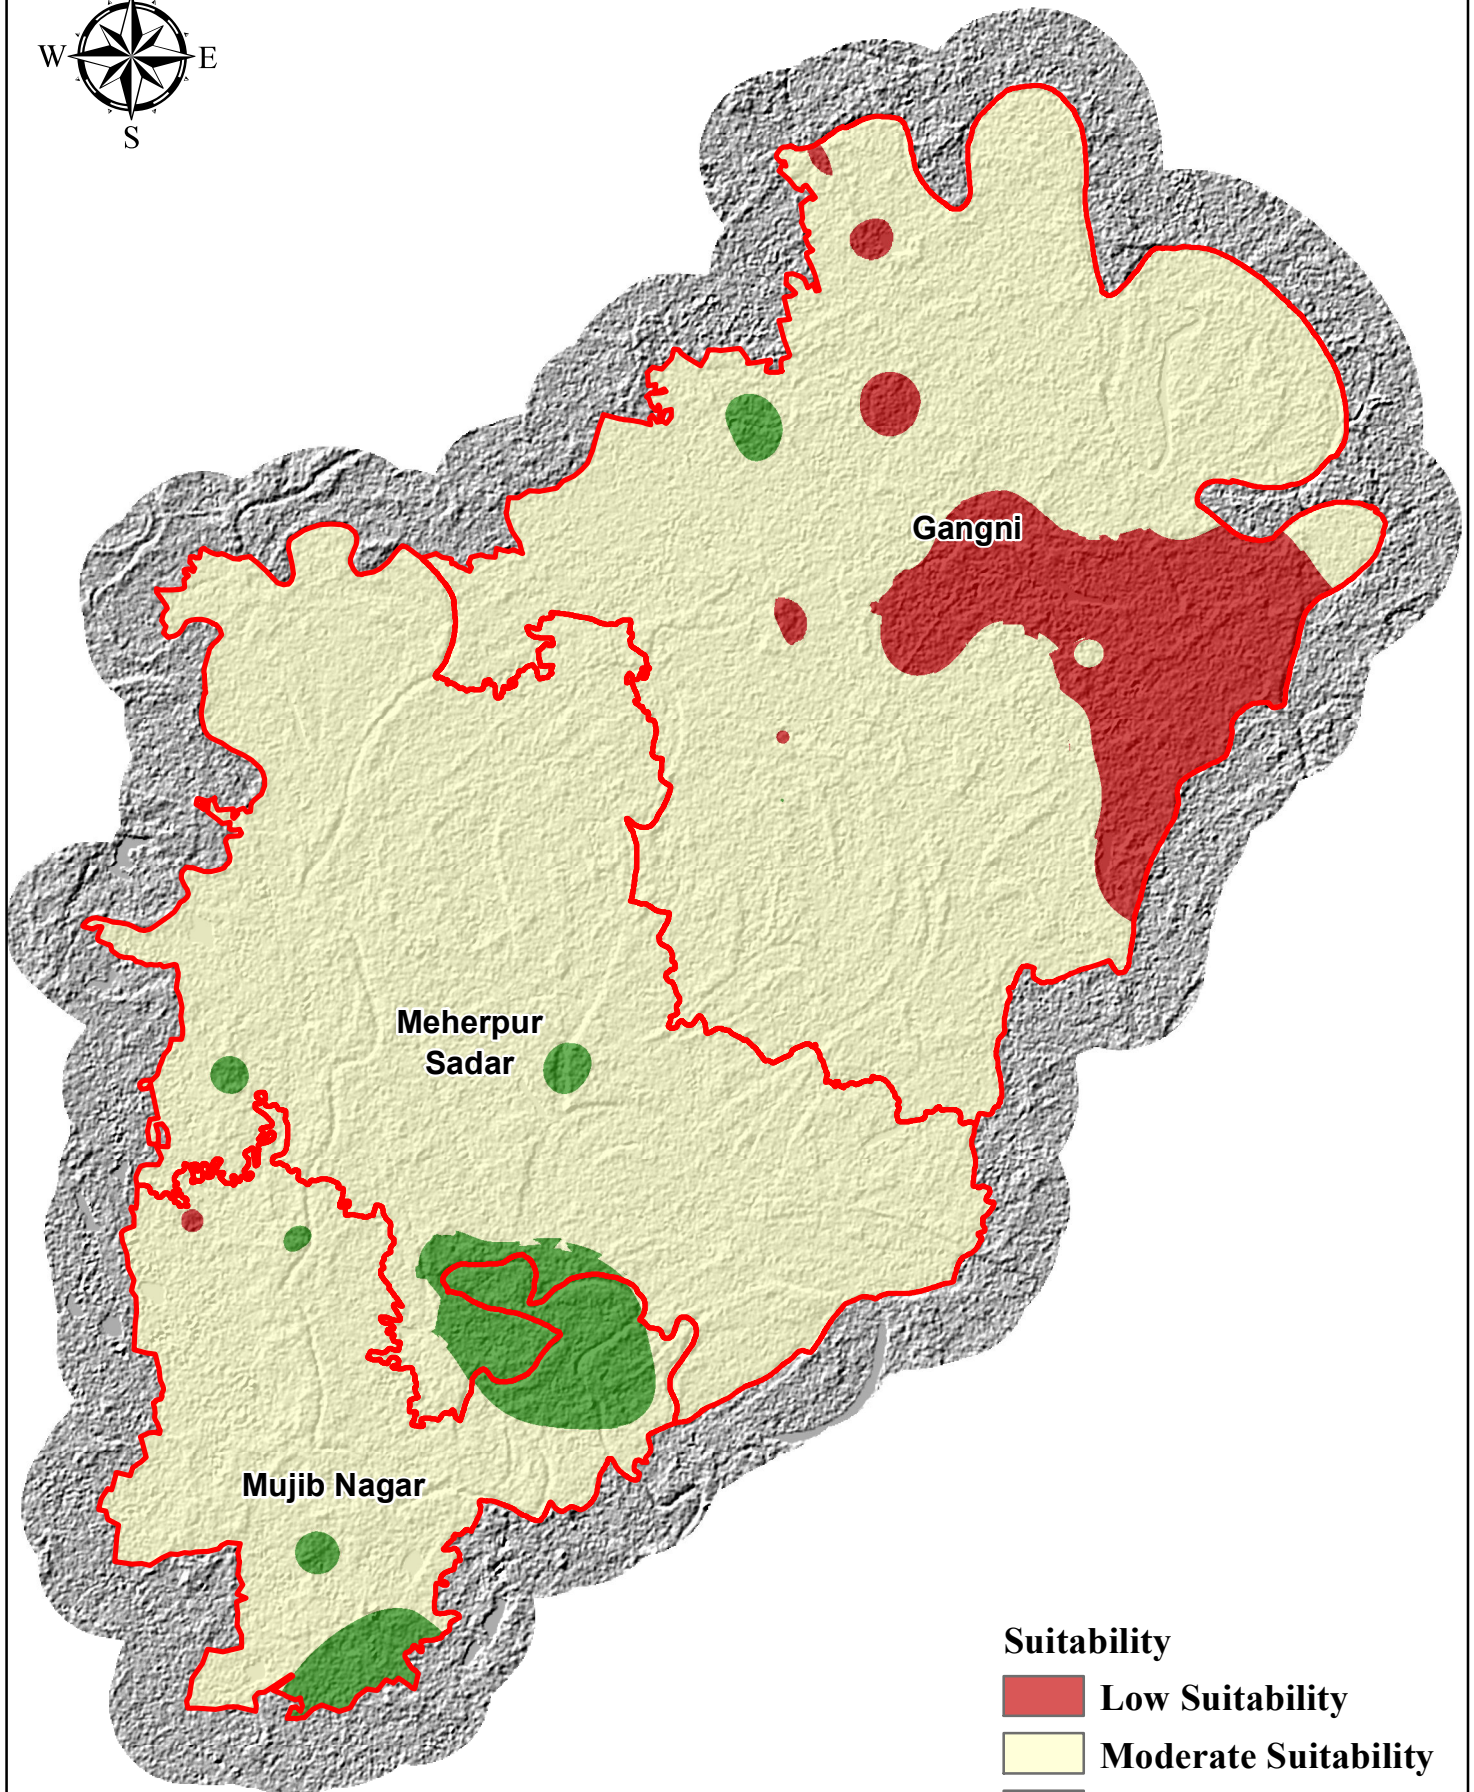 W E
S
Gangni
Meherpur
Sadar
Mujib Nagar
Suitability
Low Suitability
Moderate Suitability